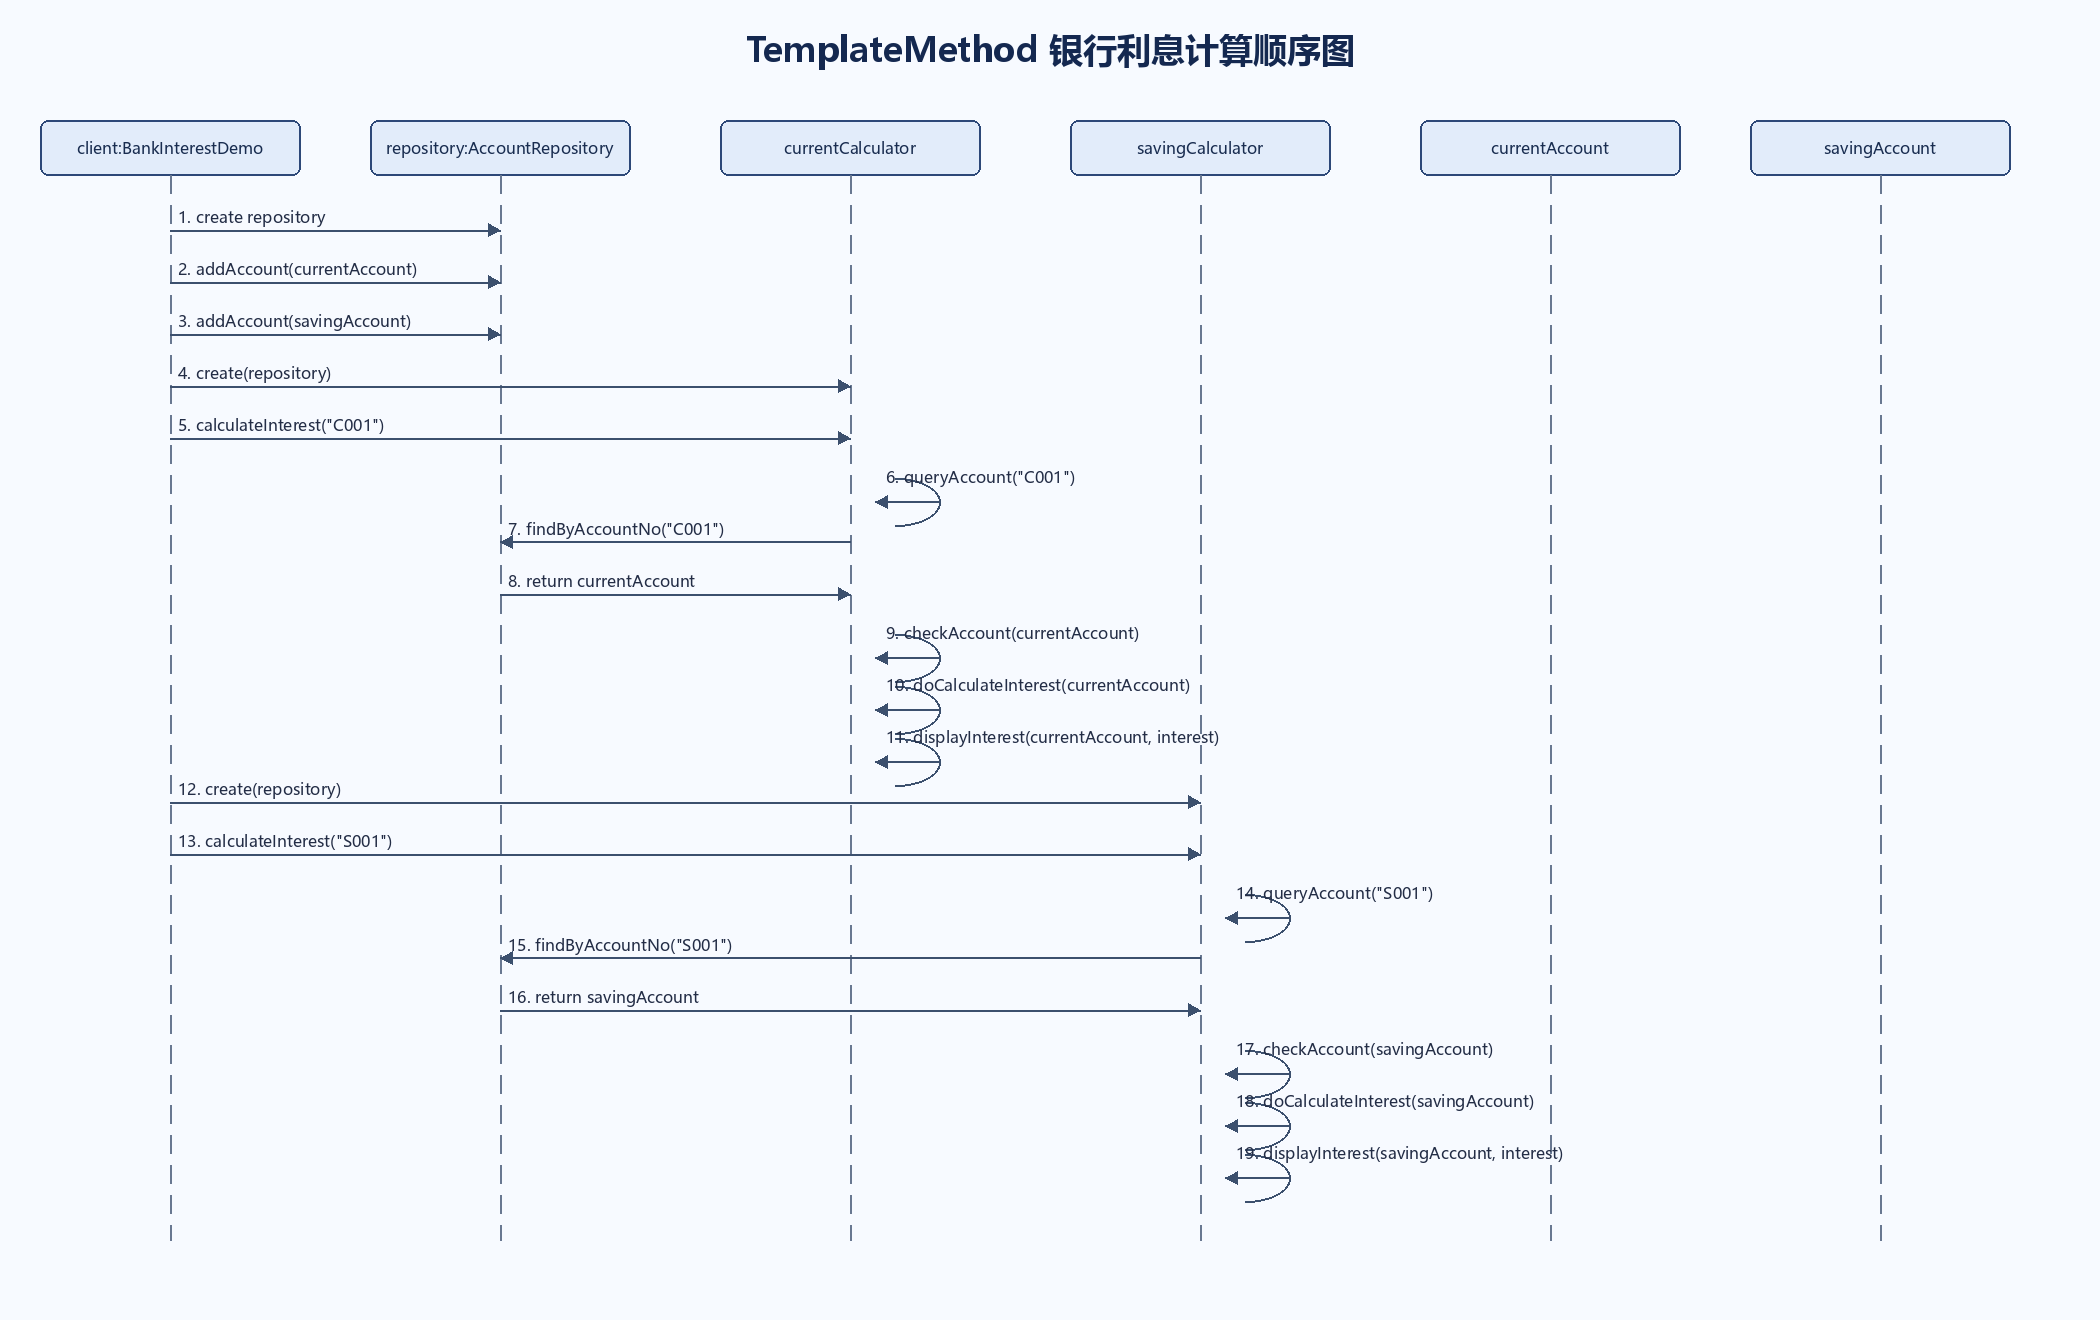 TemplateMethod 银行利息计算顺序图
client:BankInterestDemo
repository:AccountRepository
currentCalculator
savingCalculator
currentAccount
savingAccount
1. create repository
2. addAccount(currentAccount)
3. addAccount(savingAccount)
4. create(repository)
5. calculateInterest("C001")
6. queryAccount("C001")
7. findByAccountNo("C001")
8. return currentAccount
9. checkAccount(currentAccount)
10. doCalculateInterest(currentAccount)
11. displayInterest(currentAccount, interest)
12. create(repository)
13. calculateInterest("S001")
14. queryAccount("S001")
15. findByAccountNo("S001")
16. return savingAccount
17. checkAccount(savingAccount)
18. doCalculateInterest(savingAccount)
19. displayInterest(savingAccount, interest)